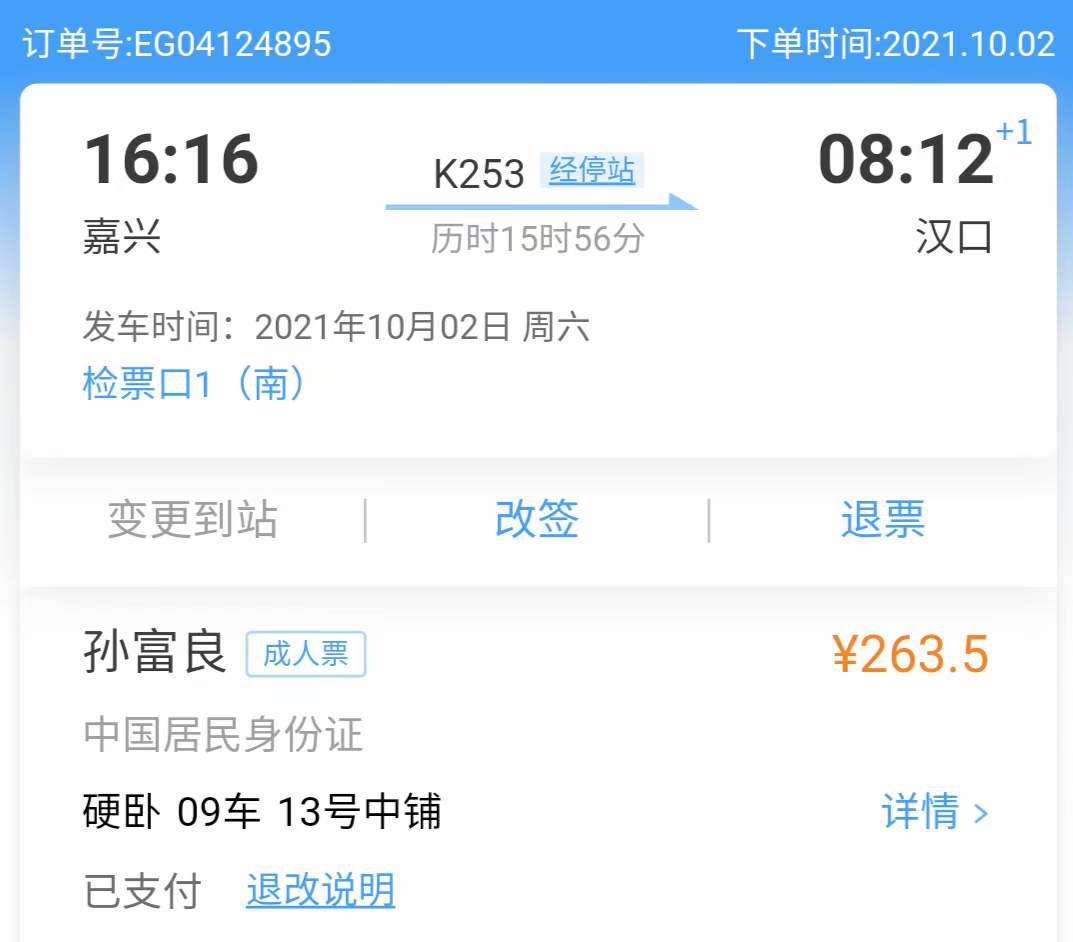 订单号:EG04124895 下单时间:2021.10.02
16:16 K253 经停站 08:12+1
嘉兴 历时15时56分 汉口
发车时间：2021年10月02日 周六
检票口1（南）
变更到站 | 改签 | 退票
孙富良 成人票 ¥263.5
中国居民身份证
硬卧 09车 13号中铺 详情 >
已支付 退改说明